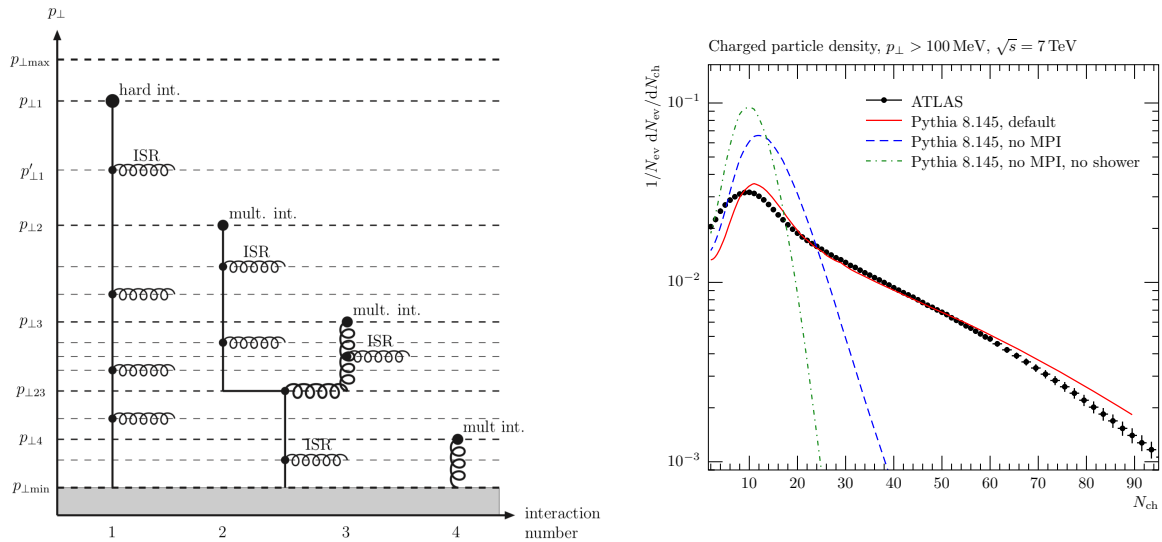 p⊥
p⊥max
hard int.
p⊥1
ISR
p′⊥1
mult. int.
p⊥2
ISR
mult. int.
p⊥3
ISR
p⊥23
mult int.
p⊥4
ISR
p⊥min
interaction
number
1 2 3 4
Charged particle density, p⊥ > 100 MeV, √s = 7 TeV
1/Nev dNev/dNch
10−1
10−2
10−3
ATLAS
Pythia 8.145, default
Pythia 8.145, no MPI
Pythia 8.145, no MPI, no shower
10 20 30 40 50 60 70 80 90
Nch